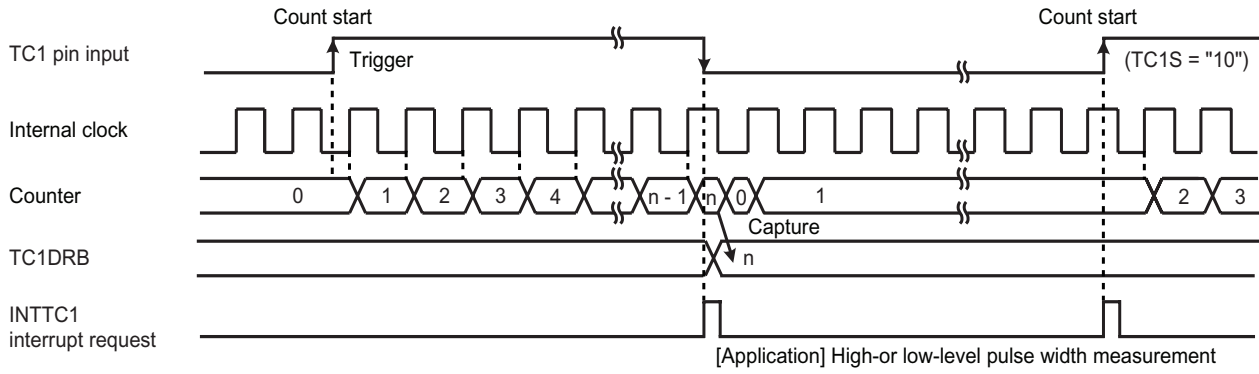 Count start Count start
TC1 pin input Trigger (TC1S = "10")
Internal clock
Counter 0 1 2 3 4 n - 1 n 0 1 2 3
Capture
TC1DRB n
INTTC1
interrupt request
[Application] High-or low-level pulse width measurement